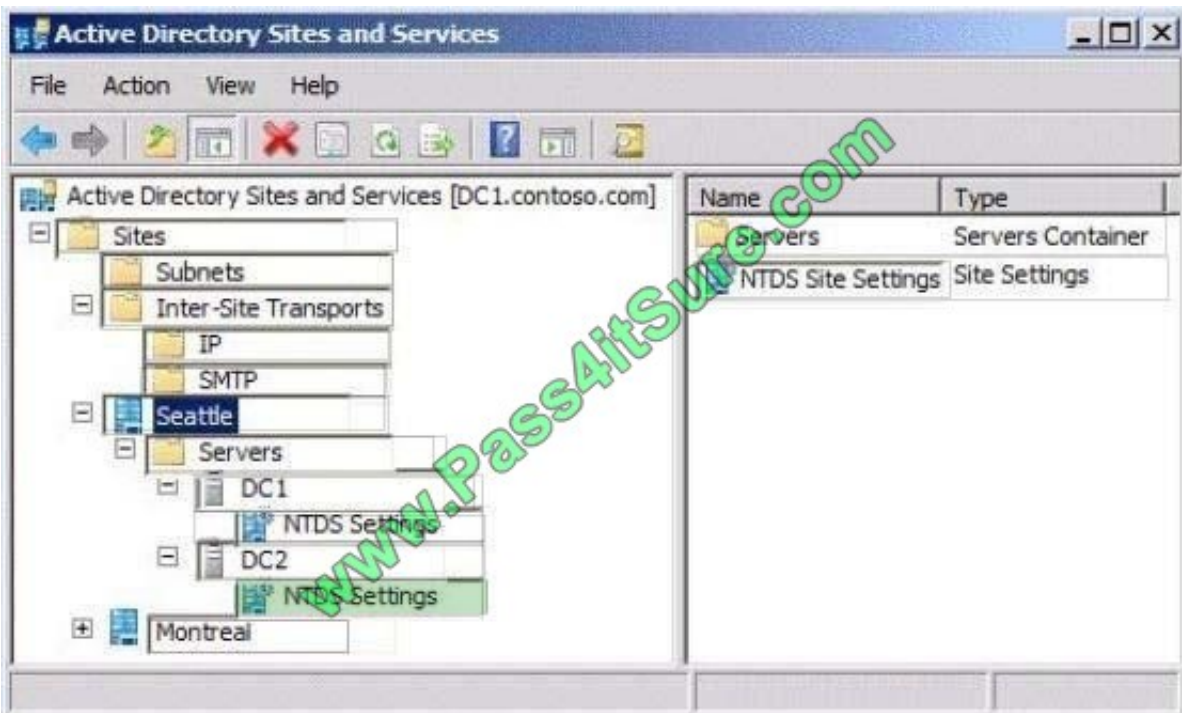 Active Directory Sites and Services
File Action View Help
Active Directory Sites and Services [DC1.contoso.com]
Sites
Subnets
Inter-Site Transports
IP
SMTP
Seattle
Servers
DC1
NTDS Settings
DC2
NTDS Settings
Montreal
Name Type
Servers Servers Container
NTDS Site Settings Site Settings
www.Pass4itSure.com